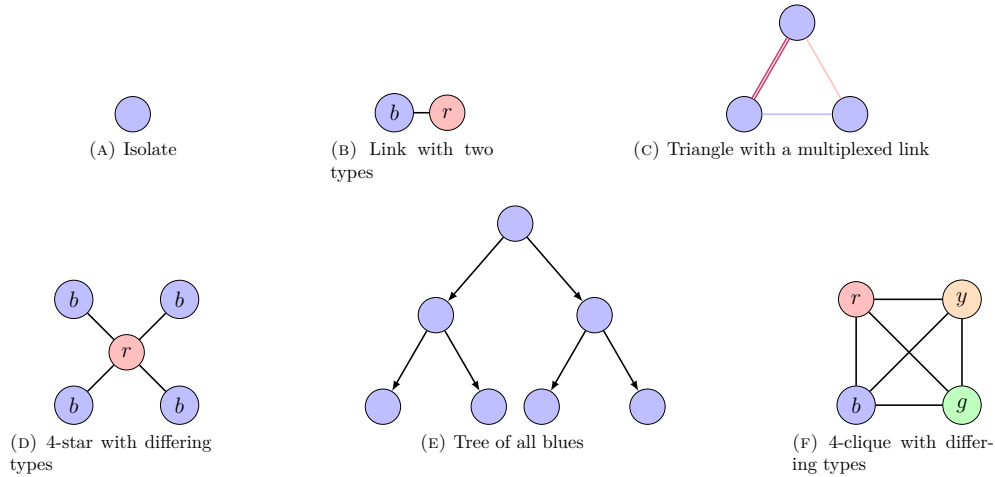 b r
(A) Isolate
(B) Link with two
types
(C) Triangle with a multiplexed link
b b
r
b b
(D) 4-star with differing
types
(E) Tree of all blues
r y
b g
(F) 4-clique with differ-
ing types